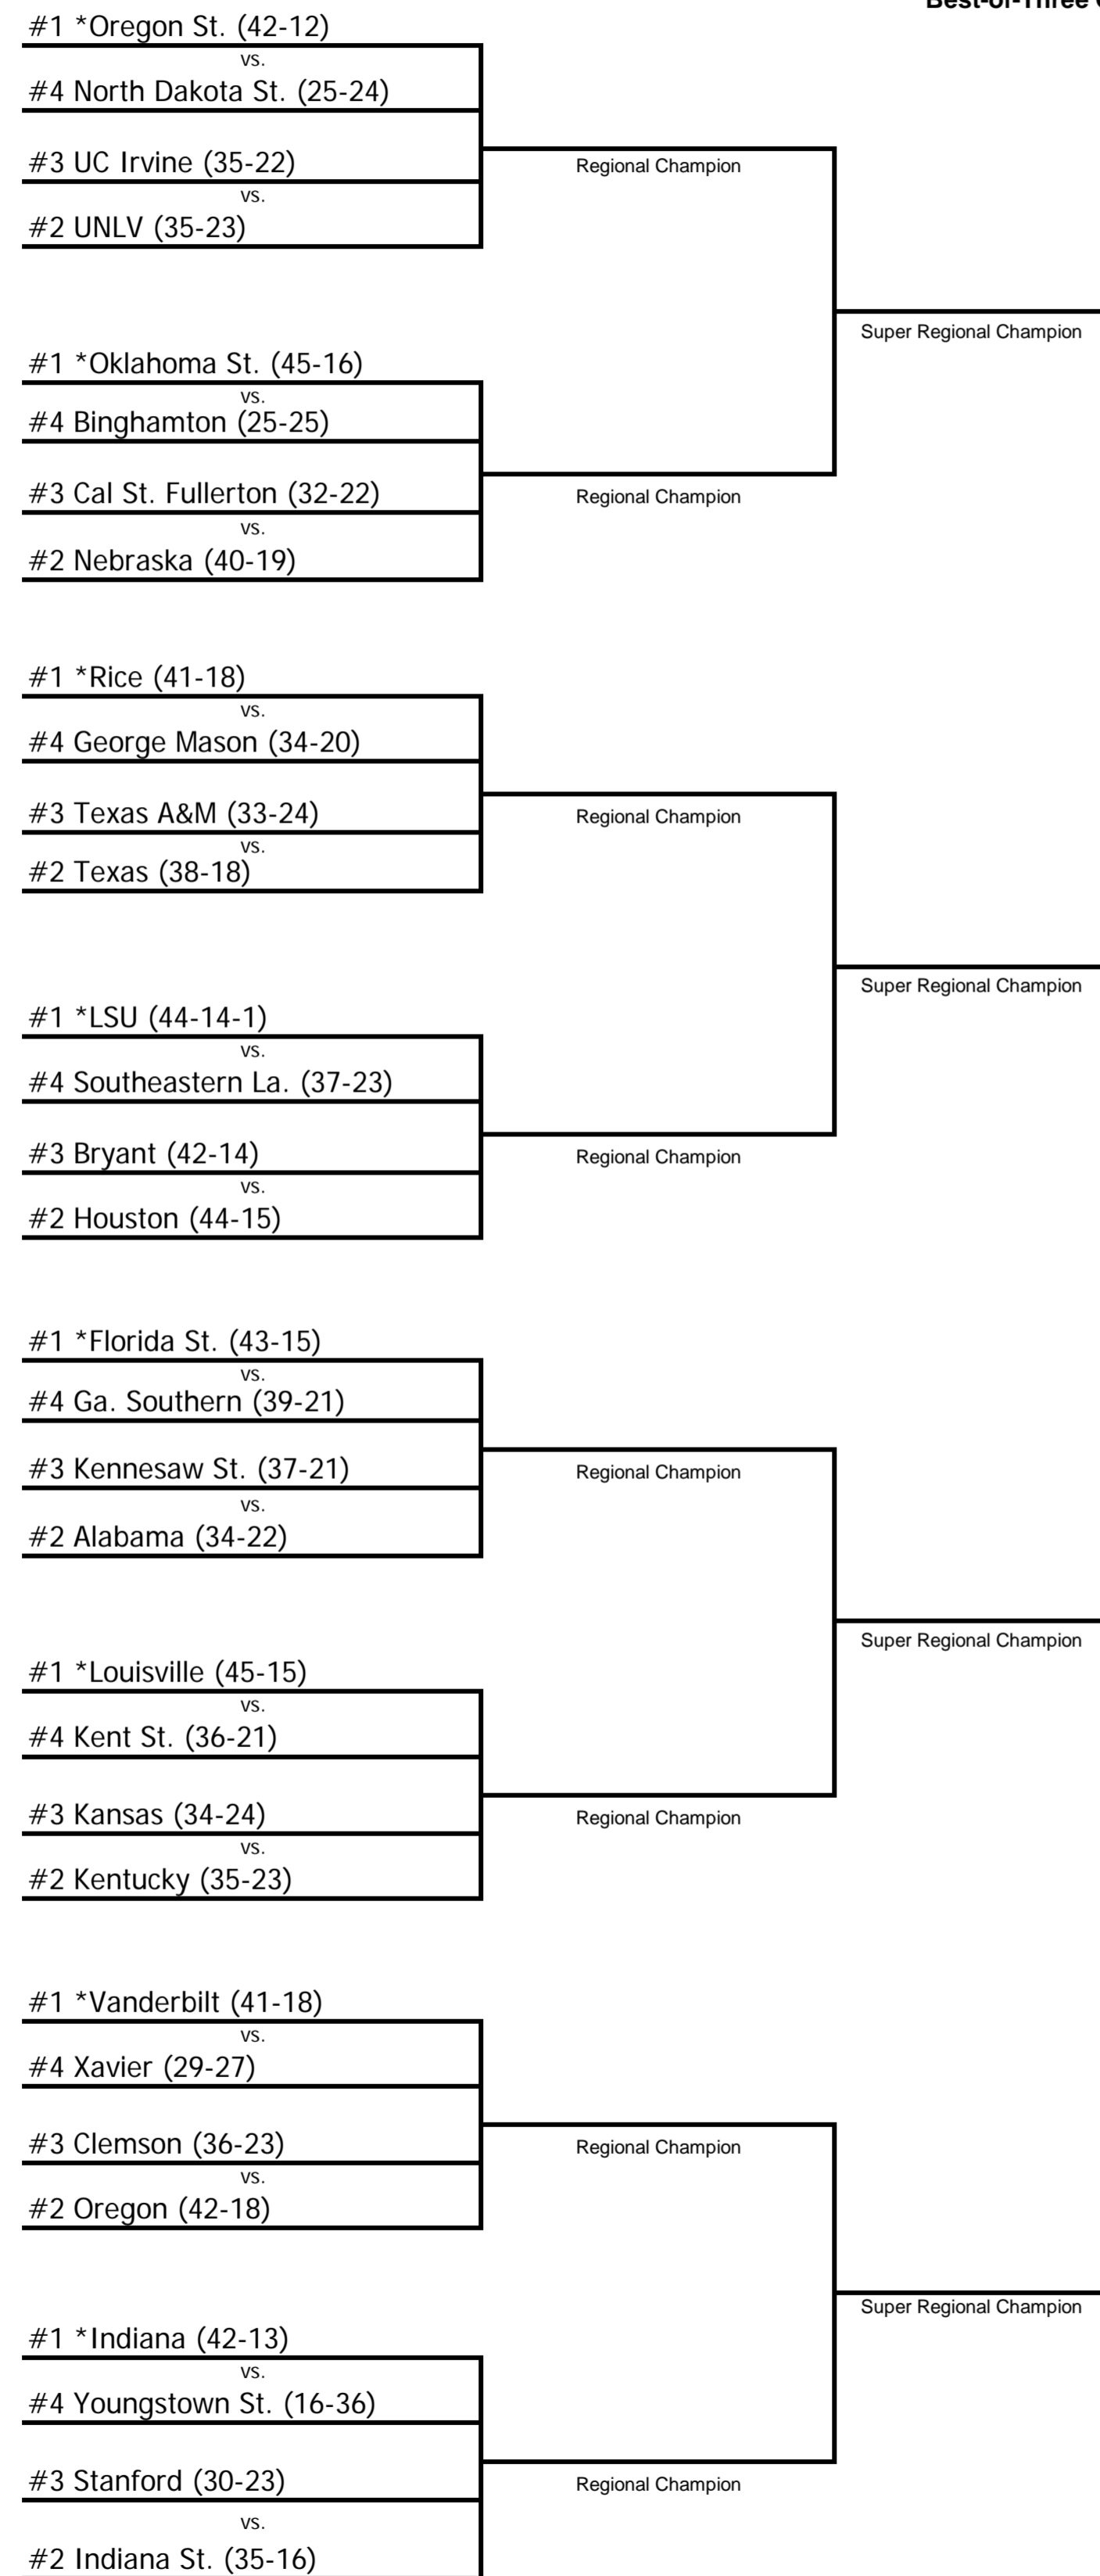 Best-of-Three
#1 *Oregon St. (42-12)
vs.
#4 North Dakota St. (25-24)
#3 UC Irvine (35-22)
vs.
#2 UNLV (35-23)
Regional Champion
Super Regional Champion
#1 *Oklahoma St. (45-16)
vs.
#4 Binghamton (25-25)
#3 Cal St. Fullerton (32-22)
vs.
#2 Nebraska (40-19)
Regional Champion
#1 *Rice (41-18)
vs.
#4 George Mason (34-20)
#3 Texas A&M (33-24)
vs.
#2 Texas (38-18)
Regional Champion
Super Regional Champion
#1 *LSU (44-14-1)
vs.
#4 Southeastern La. (37-23)
#3 Bryant (42-14)
vs.
#2 Houston (44-15)
Regional Champion
#1 *Florida St. (43-15)
vs.
#4 Ga. Southern (39-21)
#3 Kennesaw St. (37-21)
vs.
#2 Alabama (34-22)
Regional Champion
Super Regional Champion
#1 *Louisville (45-15)
vs.
#4 Kent St. (36-21)
#3 Kansas (34-24)
vs.
#2 Kentucky (35-23)
Regional Champion
#1 *Vanderbilt (41-18)
vs.
#4 Xavier (29-27)
#3 Clemson (36-23)
vs.
#2 Oregon (42-18)
Regional Champion
Super Regional Champion
#1 *Indiana (42-13)
vs.
#4 Youngstown St. (16-36)
#3 Stanford (30-23)
vs.
#2 Indiana St. (35-16)
Regional Champion